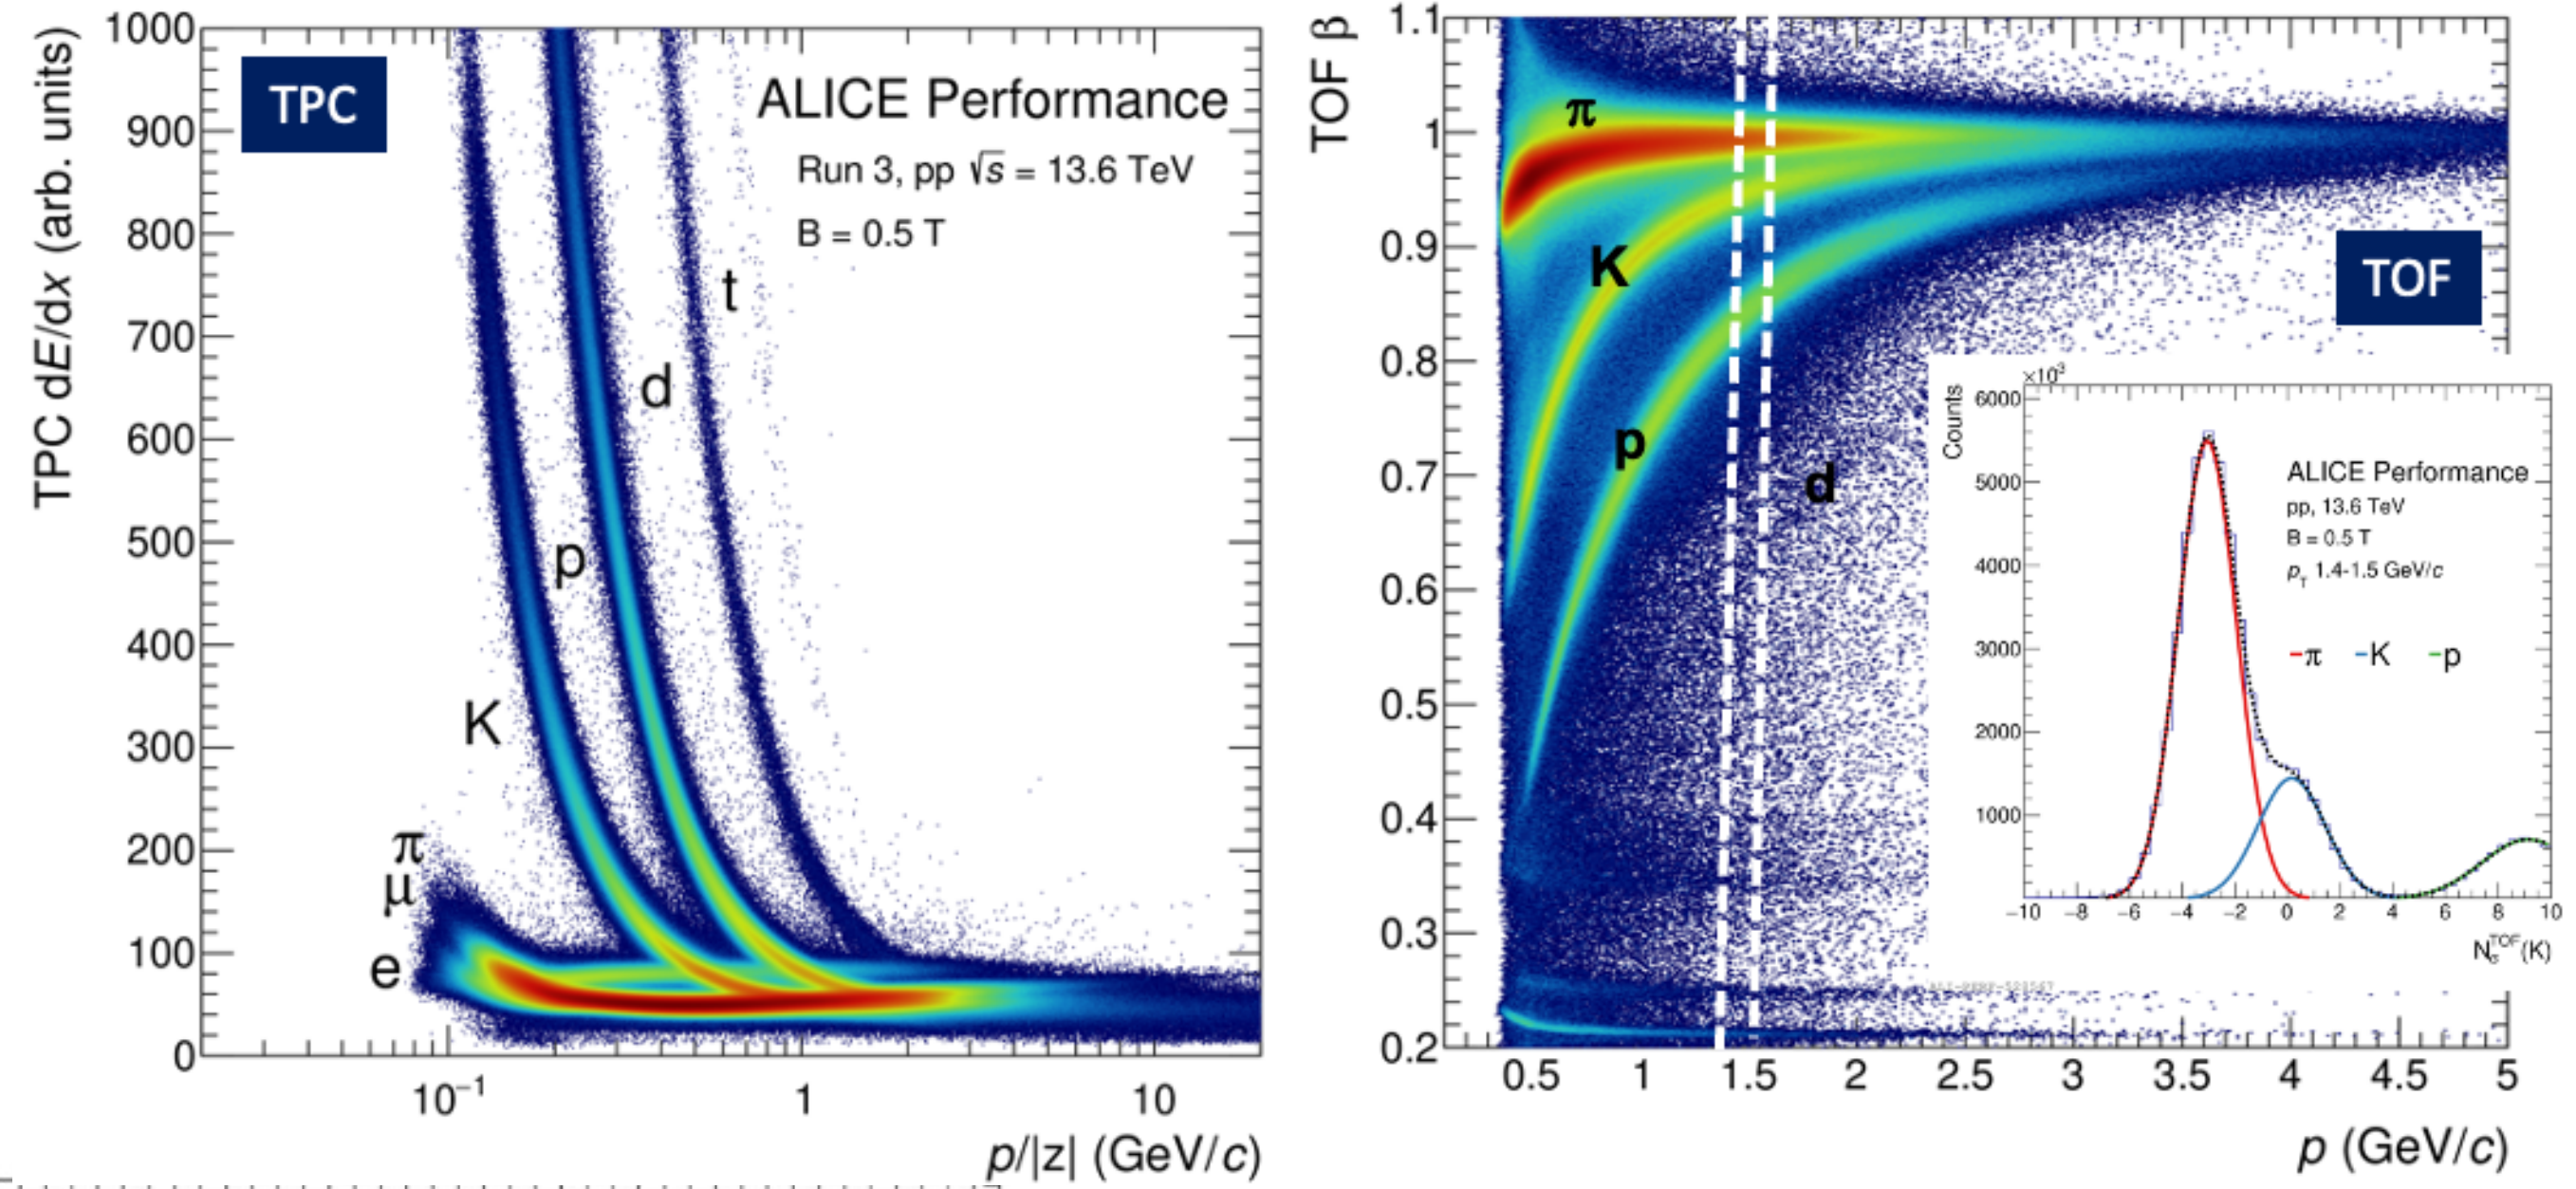 TPC dE/dx (arb. units)
1000
900
800
700
600
500
400
300
200
100
0
TPC
ALICE Performance
Run 3, pp √s = 13.6 TeV
B = 0.5 T
t
d
p
K
π
μ
e
10⁻¹
1
10
p/|z| (GeV/c)
TOF β
1.1
1
0.9
0.8
0.7
0.6
0.5
0.4
0.3
0.2
π
K
p
d
TOF
0.5 1 1.5 2 2.5 3 3.5 4 4.5 5
p (GeV/c)
×10³
Counts
6000
5000
4000
3000
2000
1000
ALICE Performance
pp, 13.6 TeV
B = 0.5 T
p_T 1.4-1.5 GeV/c
π K p
−10 −8 −6 −4 −2 0 2 4 6 8 10
N_σ^TOF(K)